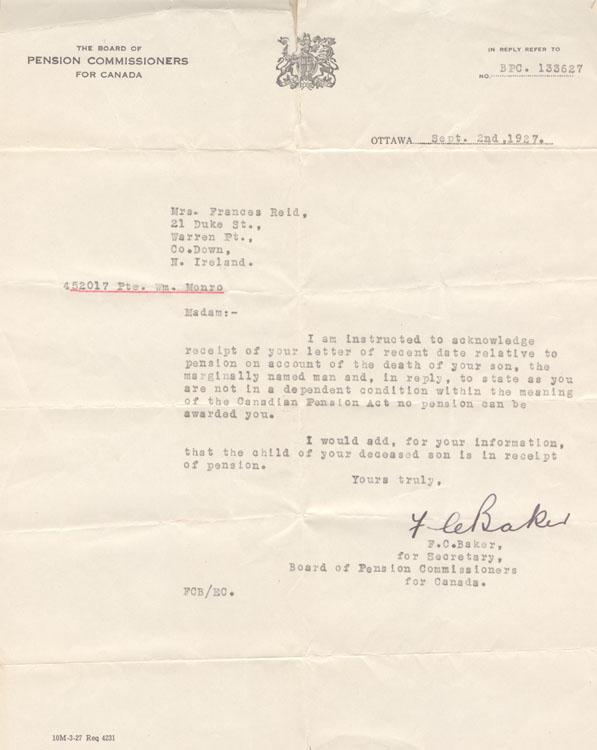 THE BOARD OF
PENSION COMMISSIONERS
FOR CANADA
IN REPLY REFER TO
NO. BPC. 133627
OTTAWA Sept. 2nd,1927.
Mrs. Frances Reid,
21 Duke St.,
Warren Pt.,
Co.Down,
N. Ireland.
452017 Pte. Wm. Monro
Madam:-
I am instructed to acknowledge
receipt of your letter of recent date relative to
pension on account of the death of your son, the
marginally named man and, in reply, to state as you
are not in a dependent condition within the meaning
of the Canadian Pension Act no pension can be
awarded you.
I would add, for your information,
that the child of your deceased son is in receipt
of pension.
Yours truly,
F C Baker
F.C.Baker,
for Secretary,
Board of Pension Commissioners
for Canada.
FCB/EC.
10M-3-27 Req 4231